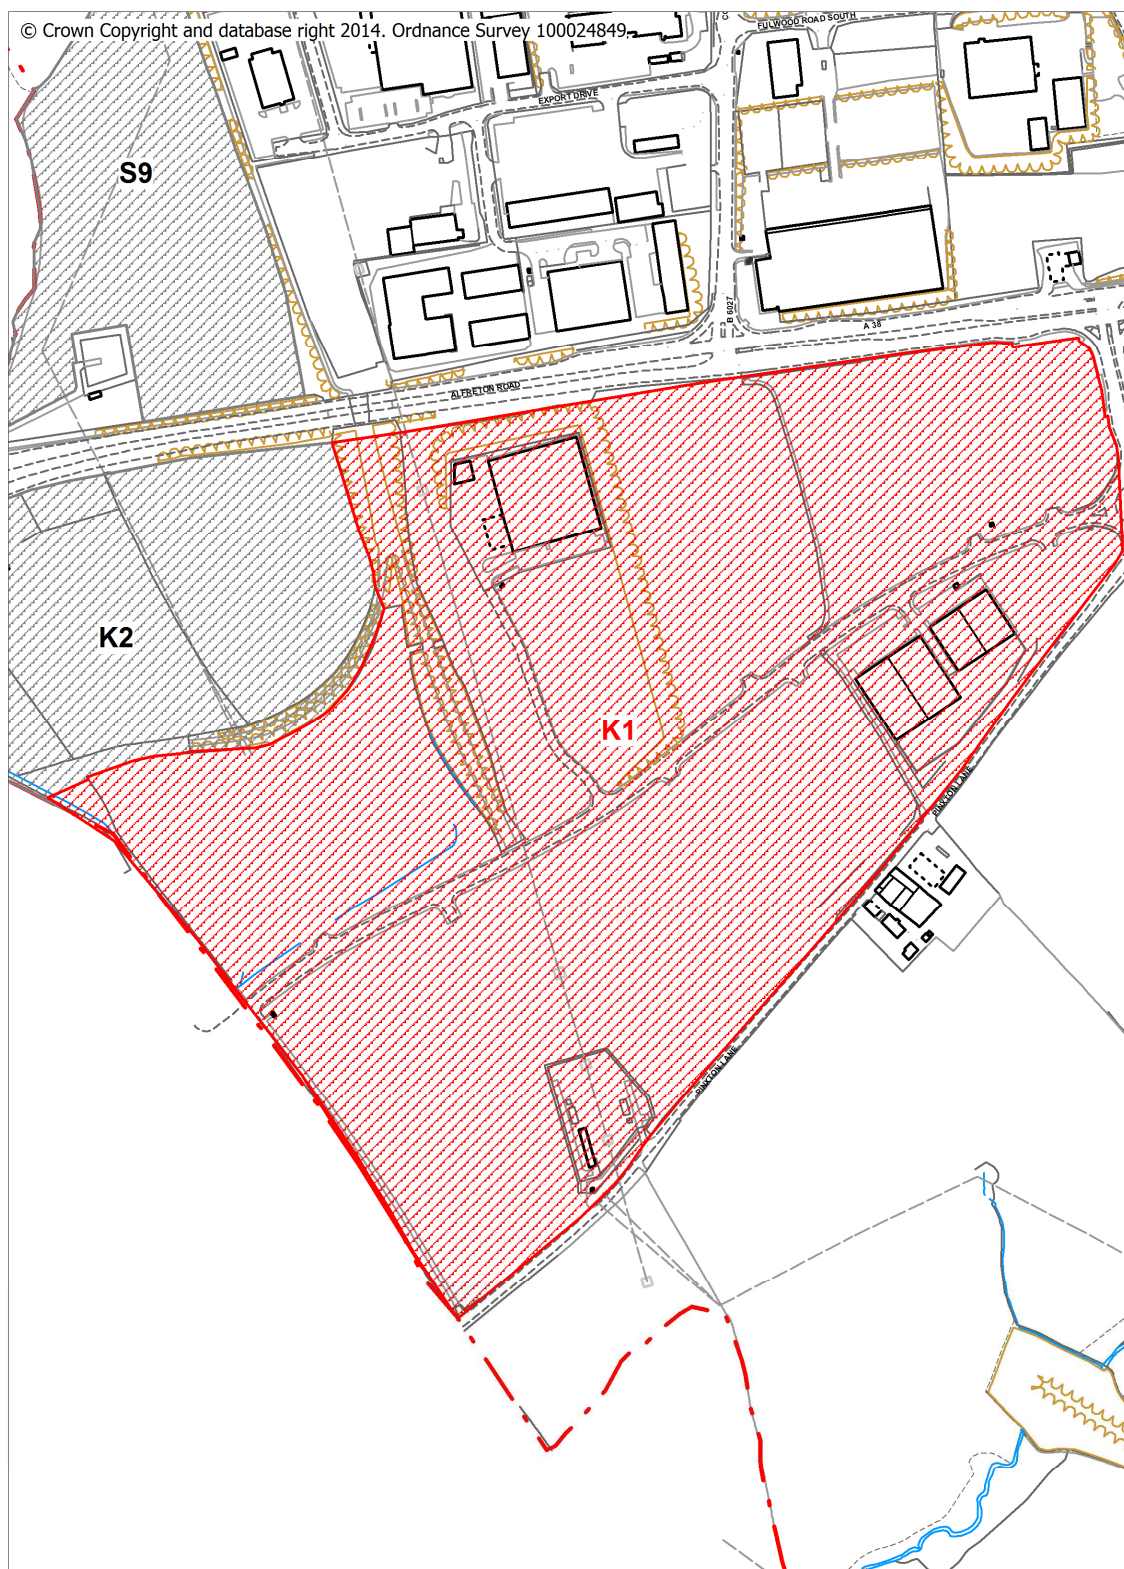 © Crown Copyright and database right 2014. Ordnance Survey 100024849.
FULWOOD ROAD SOUTH
EXPORT DRIVE
S9
B 6027
A 38
ALFRETON ROAD
K2
K1
PINXTON LANE
PINXTON LANE